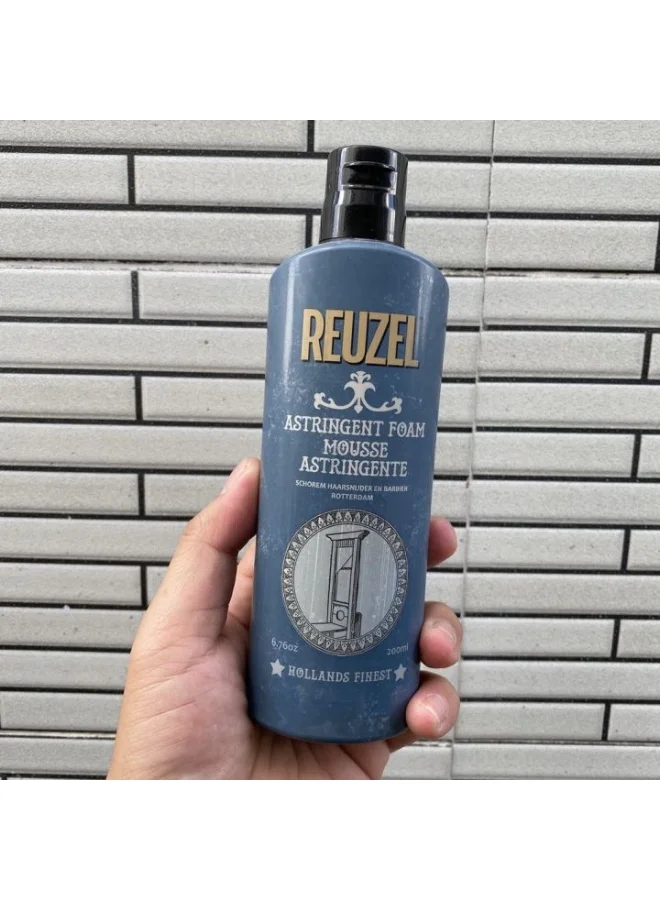 REUZEL
ASTRINGENT FOAM
MOUSSE
ASTRINGENTE
SCHOREM HAARSNIJDER EN BARBIER
ROTTERDAM
6.76oz 200ml
HOLLANDS FINEST